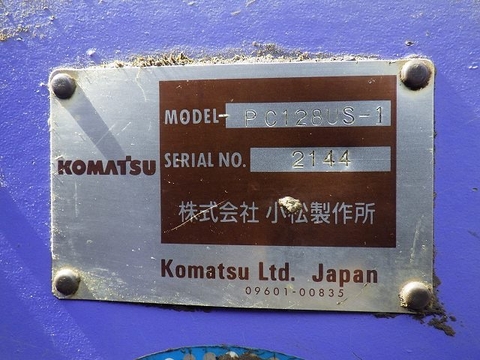 MODEL- PC128US-1
KOMATSU SERIAL NO. 2144
株式会社 小松製作所
Komatsu Ltd. Japan
09601-00835